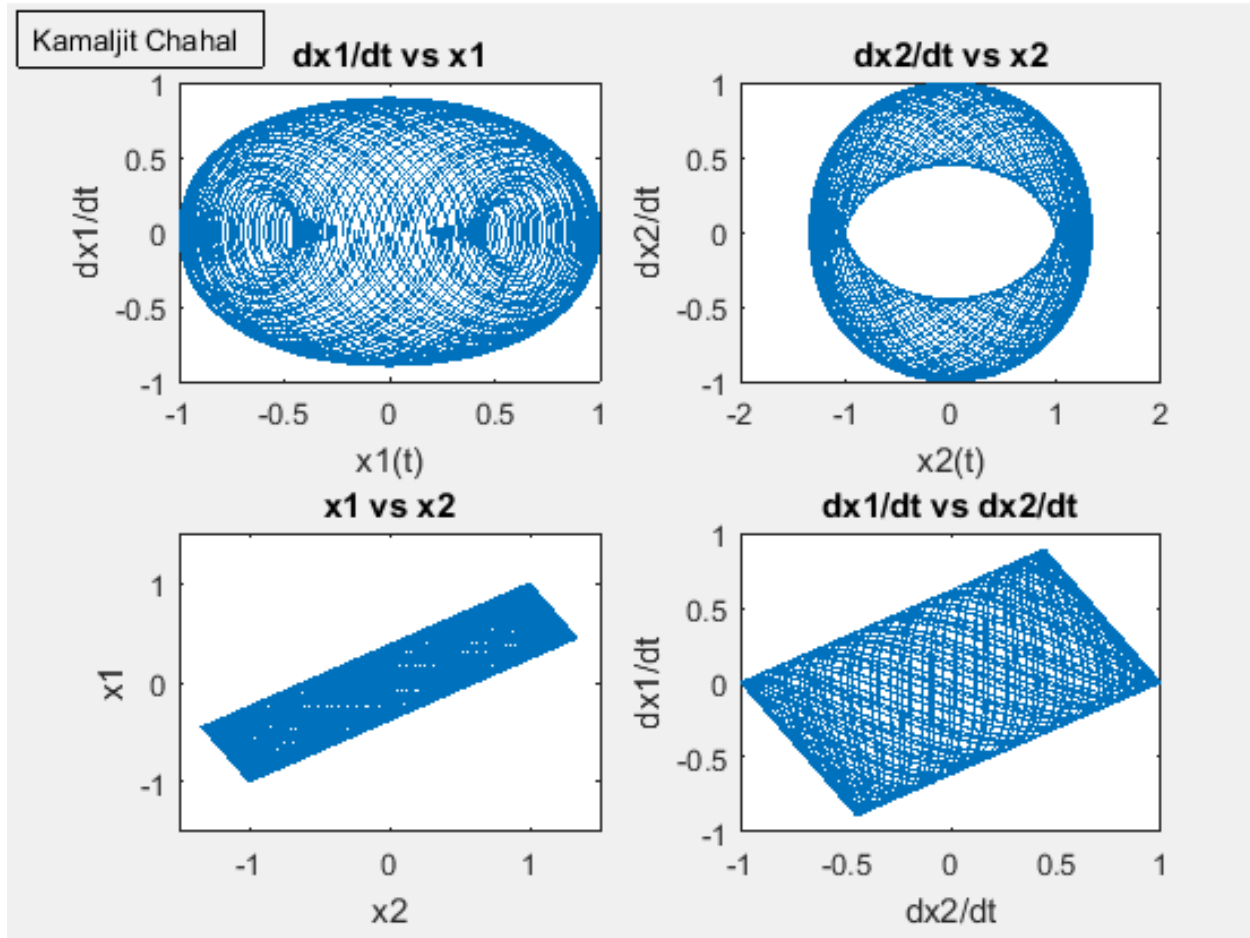 Kamaljit Chahal
dx1/dt vs x1
1
0.5
0
-0.5
-1
dx1/dt
-1 -0.5 0 0.5 1
x1(t)
dx2/dt vs x2
1
0.5
0
-0.5
-1
dx2/dt
-2 -1 0 1 2
x2(t)
x1 vs x2
1
0
-1
x1
-1 0 1
x2
dx1/dt vs dx2/dt
1
0.5
0
-0.5
-1
dx1/dt
-1 -0.5 0 0.5 1
dx2/dt